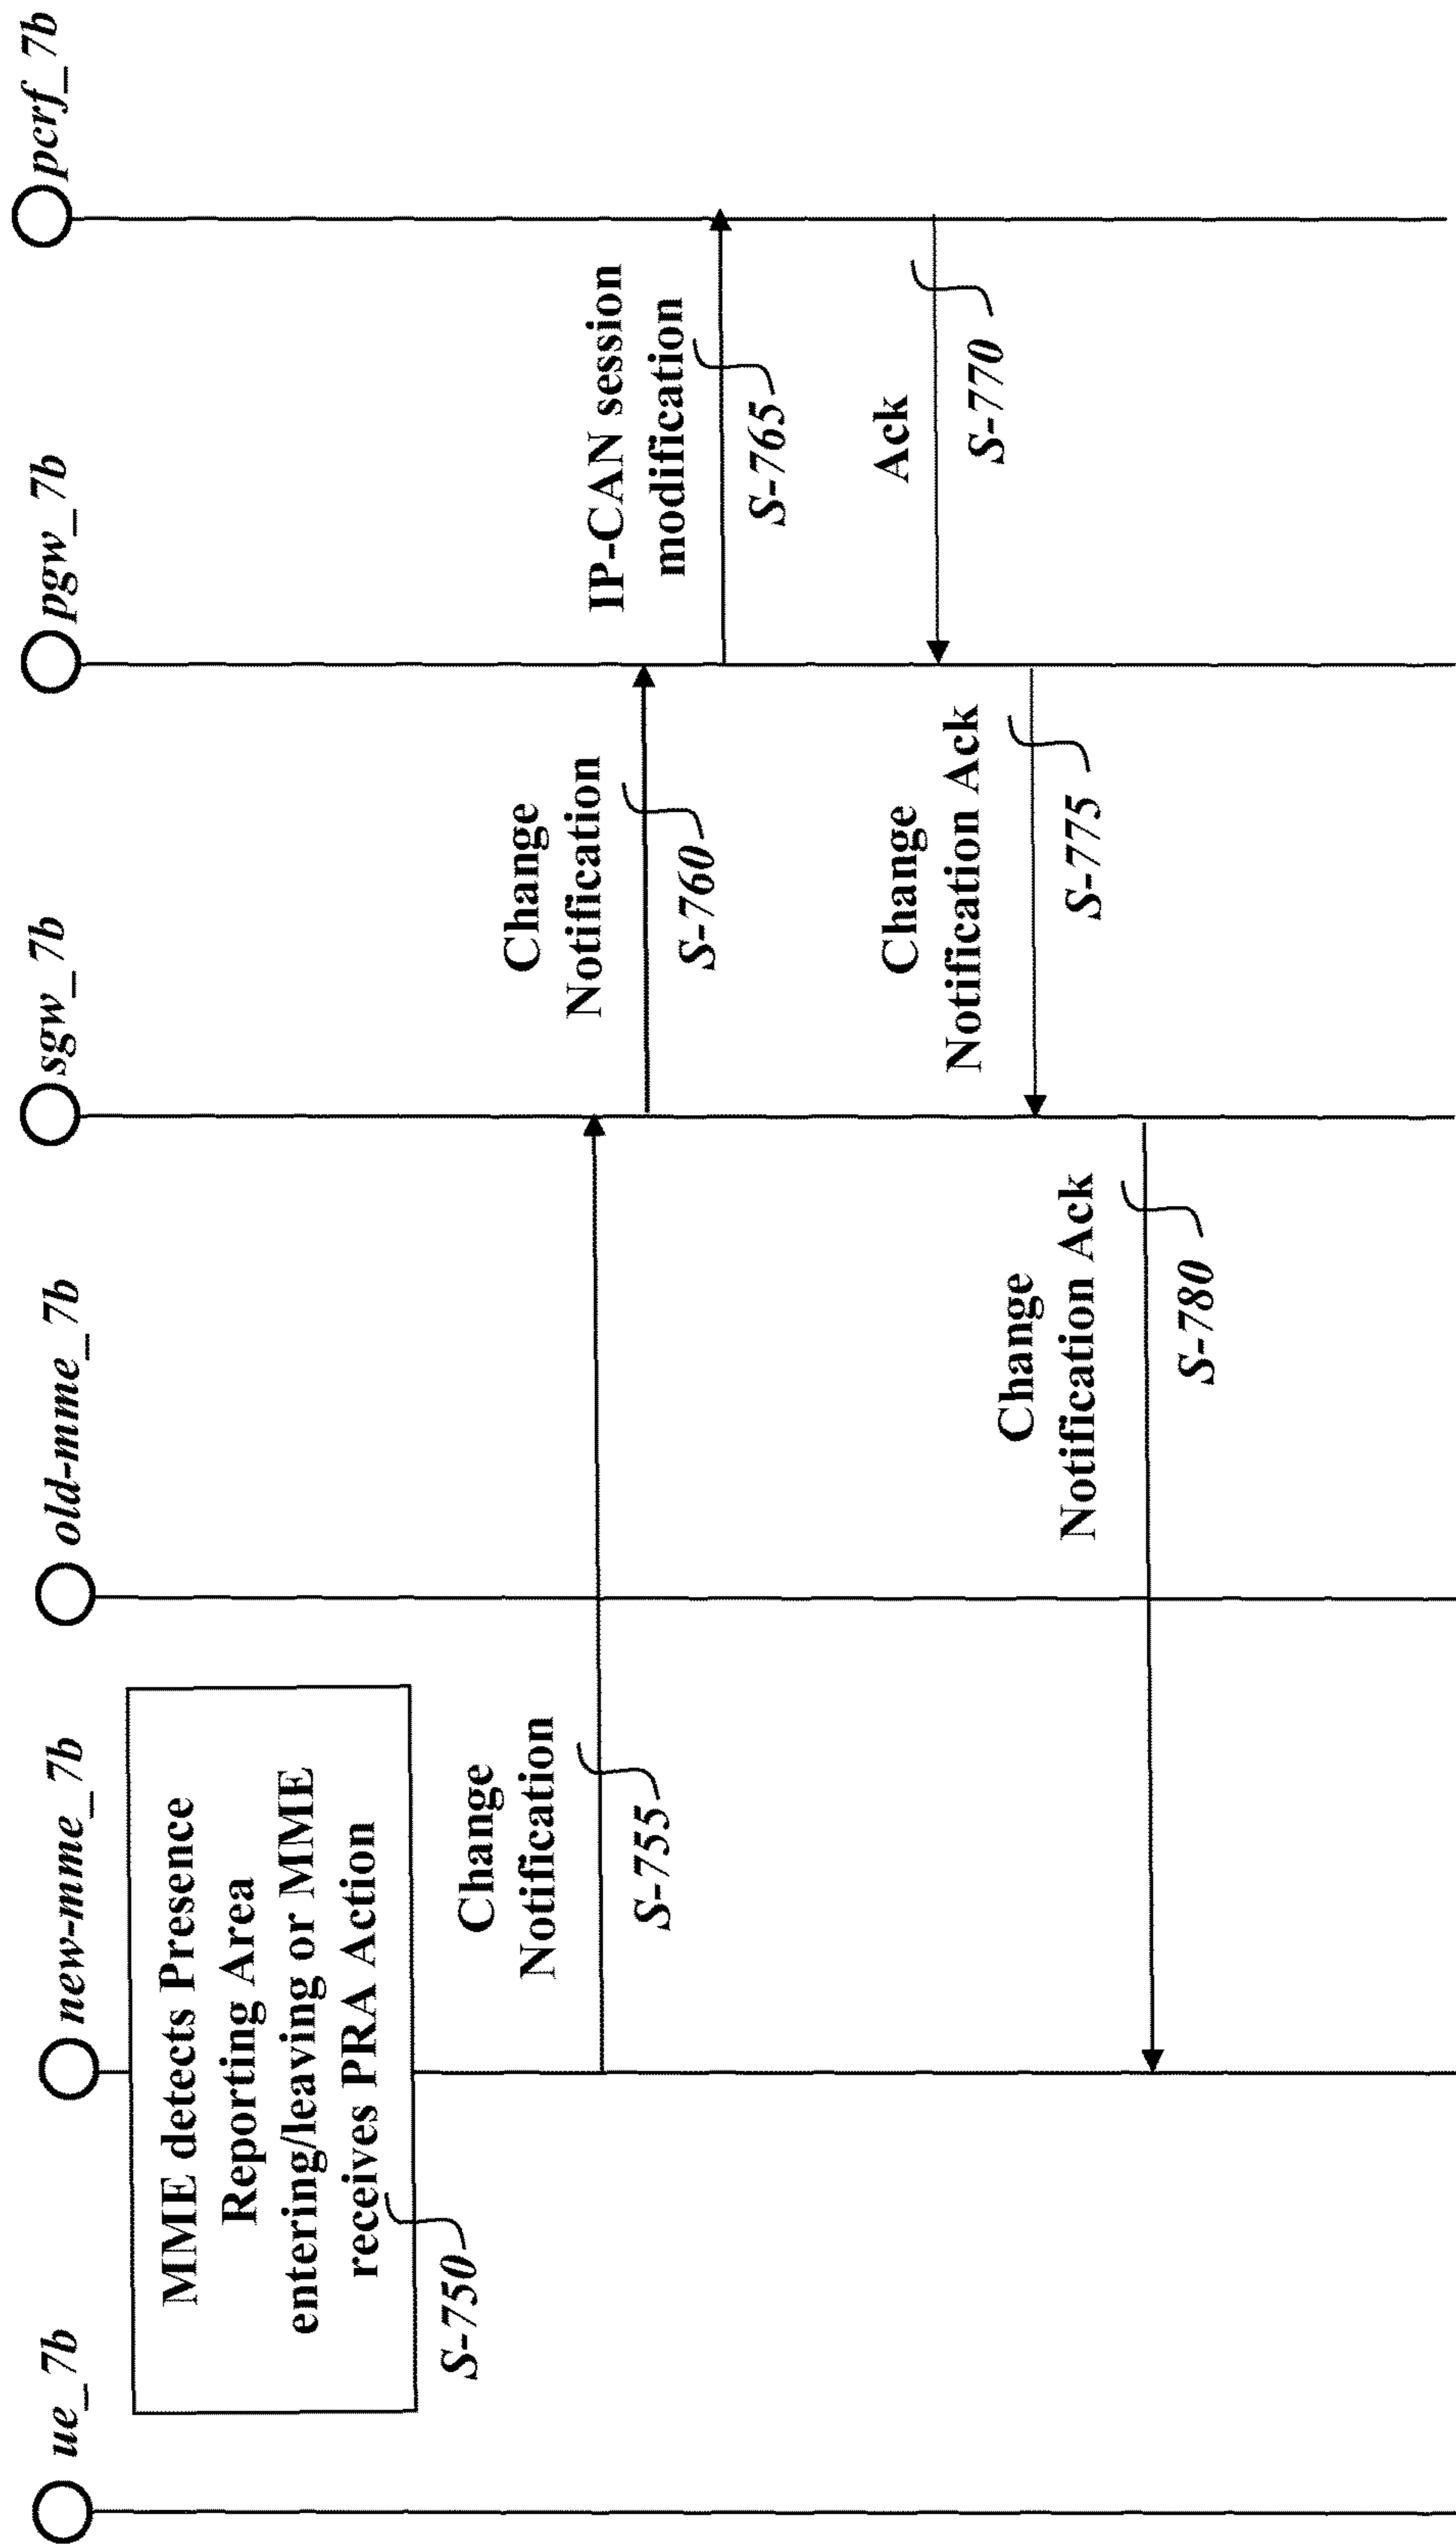 ue_7b
new-mme_7b
old-mme_7b
sgw_7b
pgw_7b
pcrf_7b
MME detects Presence
Reporting Area
entering/leaving or MME
receives PRA Action
S-750
Change
Notification
S-755
Change
Notification
S-760
IP-CAN session
modification
S-765
Ack
S-770
Change
Notification Ack
S-775
Change
Notification Ack
S-780